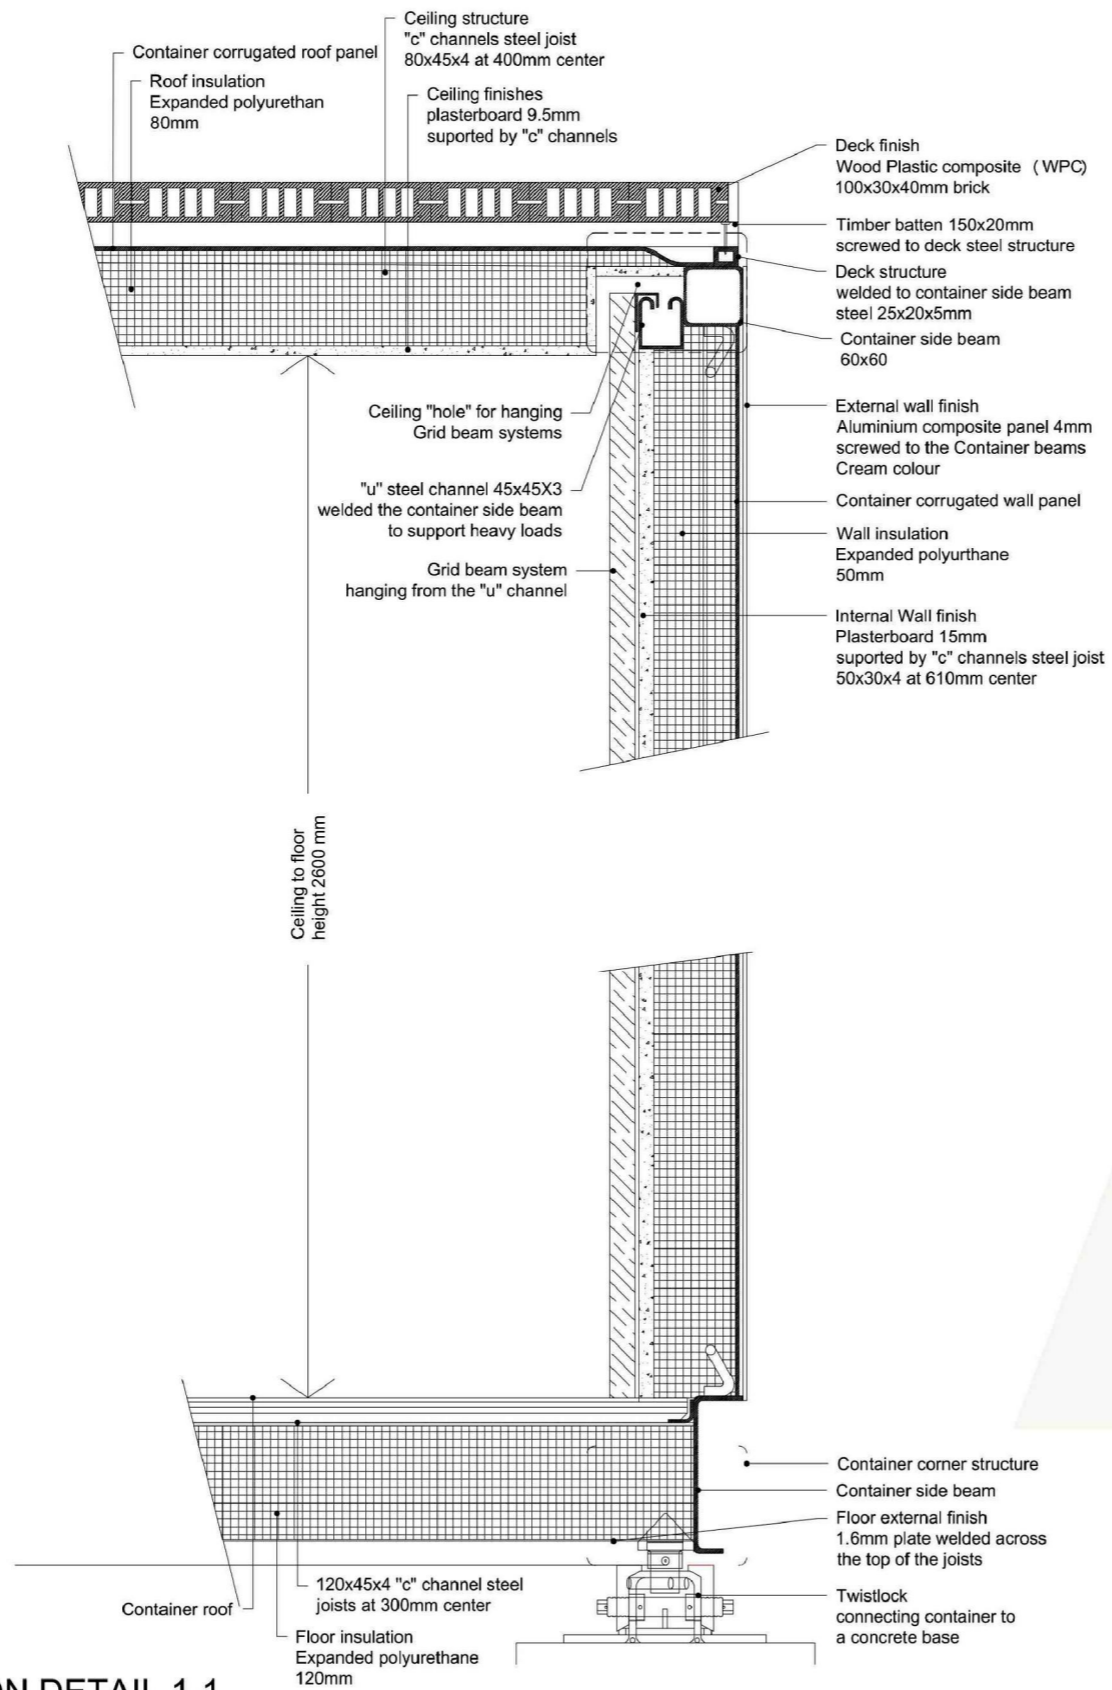 Ceiling structure
"c" channels steel joist
80x45x4 at 400mm center
Container corrugated roof panel
Roof insulation
Expanded polyurethan
80mm
Ceiling finishes
plasterboard 9.5mm
suported by "c" channels
Deck finish
Wood Plastic composite (WPC)
100x30x40mm brick
Timber batten 150x20mm
screwed to deck steel structure
Deck structure
welded to container side beam
steel 25x20x5mm
Container side beam
60x60
Ceiling "hole" for hanging
Grid beam systems
External wall finish
Aluminium composite panel 4mm
screwed to the Container beams
Cream colour
"u" steel channel 45x45X3
welded the container side beam
to support heavy loads
Container corrugated wall panel
Wall insulation
Expanded polyurthane
50mm
Grid beam system
hanging from the "u" channel
Internal Wall finish
Plasterboard 15mm
suported by "c" channels steel joist
50x30x4 at 610mm center
Ceiling to floor
height 2600 mm
Container corner structure
Container side beam
Floor external finish
1.6mm plate welded across
the top of the joists
120x45x4 "c" channel steel
joists at 300mm center
Container roof
Twistlock
connecting container to
a concrete base
Floor insulation
Expanded polyurethane
120mm
ON DETAIL 1.1